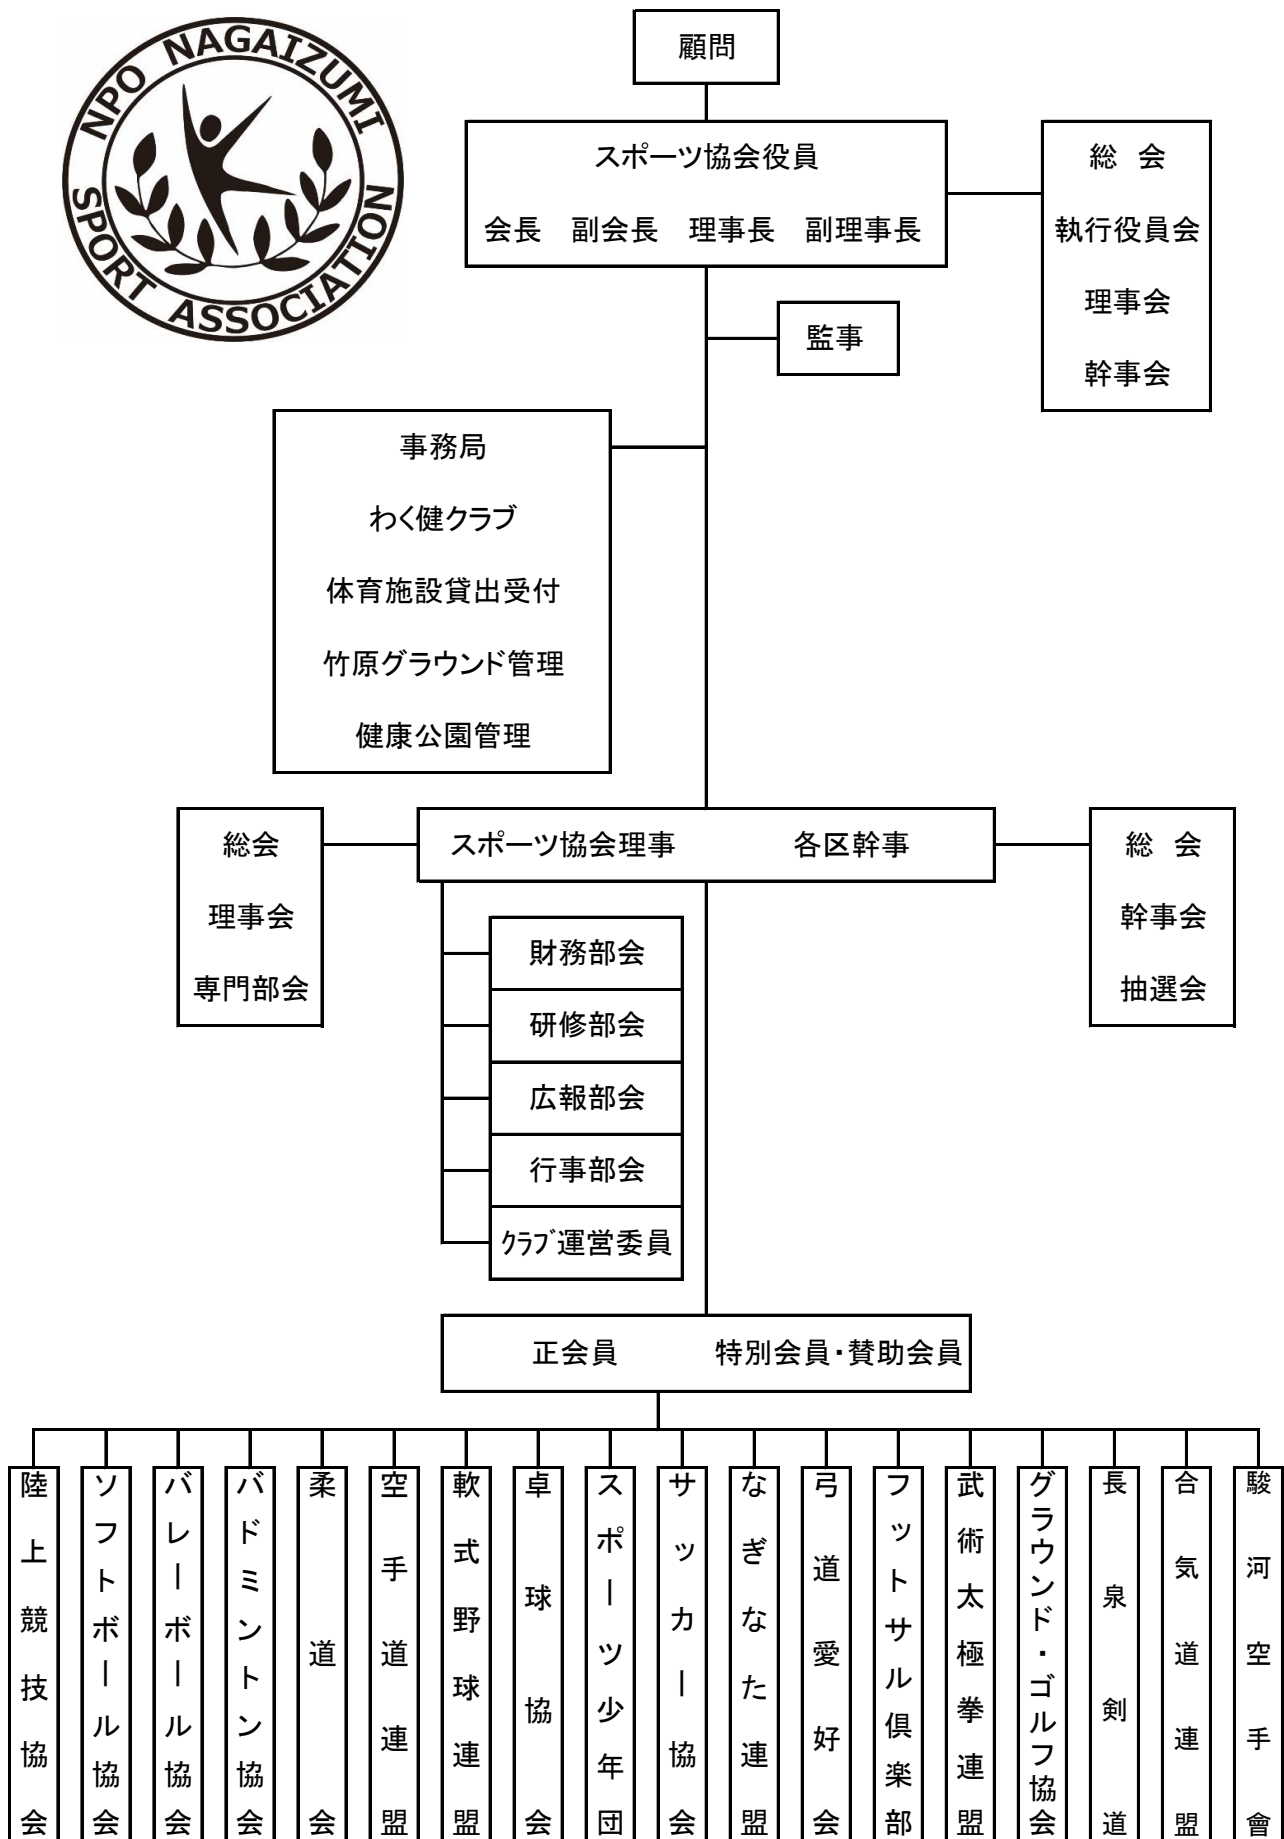 NPO NAGAIZUMI
SPORT ASSOCIATION
顧問
スポーツ協会役員
会長 副会長 理事長 副理事長
総 会
執行役員会
理事会
幹事会
監事
事務局
わく健クラブ
体育施設貸出受付
竹原グラウンド管理
健康公園管理
総会
理事会
専門部会
スポーツ協会理事 各区幹事
総 会
幹事会
抽選会
財務部会
研修部会
広報部会
行事部会
ｸﾗﾌﾞ運営委員
正会員 特別会員・賛助会員
陸上競技協会
ソフトボール協会
バレーボール協会
バドミントン協会
柔道会
空手道連盟
軟式野球連盟
卓球協会
スポーツ少年団
サッカー協会
なぎなた連盟
弓道愛好会
フットサル倶楽部
武術太極拳連盟
グラウンド・ゴルフ協会
長泉剣道
合気道連盟
駿河空手會